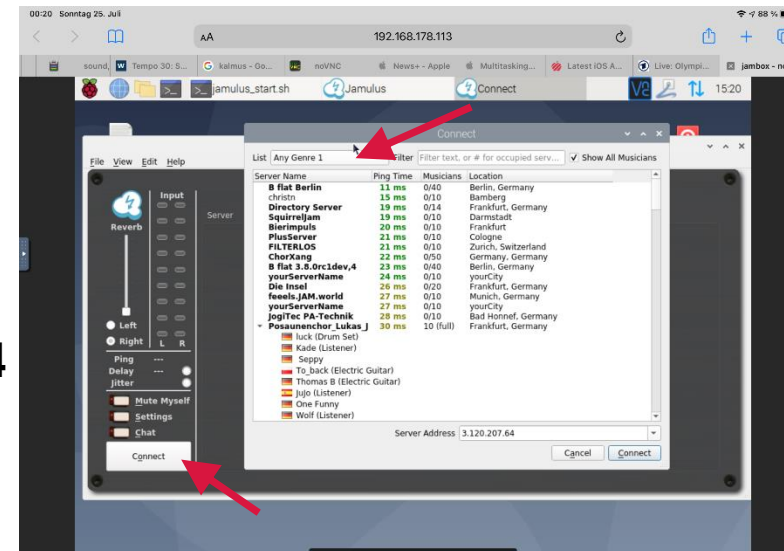 00:20 Sonntag 25. Juli 88 %
AA 192.168.178.113
sound, Tempo 30: S... kalmus - Go... noVNC News+ - Apple Multitasking... Latest iOS A... Live: Olympi... jambox - no
jamulus_start.sh Jamulus Connect V2 15:20
Connect
File View Edit Help
List Any Genre 1 Filter Filter text, or # for occupied serv... Show All Musicians
Server Name Ping Time Musicians Location
B flat Berlin 11 ms 0/40 Berlin, Germany
christn 15 ms 0/10 Bamberg
Directory Server 19 ms 0/14 Frankfurt, Germany
SquirrelJam 19 ms 0/10 Darmstadt
Bierimpuls 20 ms 0/10 Frankfurt
PlusServer 21 ms 0/10 Cologne
FILTERLOS 21 ms 0/10 Zurich, Switzerland
ChorXang 22 ms 0/50 Germany, Germany
B flat 3.8.0rc1dev,4 23 ms 0/40 Berlin, Germany
yourServerName 24 ms 0/10 yourCity
Die Insel 26 ms 0/20 Frankfurt, Germany
feeels.JAM.world 27 ms 0/10 Munich, Germany
yourServerName 27 ms 0/10 yourCity
JogiTec PA-Technik 28 ms 0/10 Bad Honnef, Germany
Posaunenchor_Lukas_J 30 ms 10 (full) Frankfurt, Germany
luck (Drum Set)
Kade (Listener)
Seppy
To_back (Electric Guitar)
Thomas B (Electric Guitar)
JuJo (Listener)
One Funny
Wolf (Listener)
Server Address 3.120.207.64
Cancel Connect
Input
Reverb
Server
Left
Right L R
Ping ---
Delay ---
Jitter
Mute Myself
Settings
Chat
Connect
4